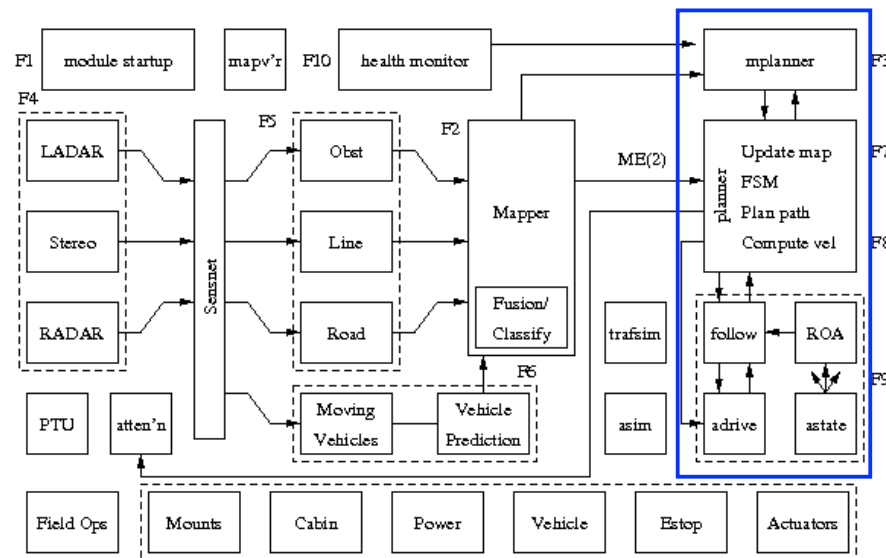 F1
module startup
mapv'r
F10
health monitor
mplanner
F3
F4
LADAR
Stereo
RADAR
Sensnet
F5
Obst
Line
Road
F2
Mapper
Fusion/
Classify
ME(2)
planner
Update map
FSM
Plan path
Compute vel
F7
F8
trafsim
follow
ROA
F9
F6
PTU
atten'n
Moving
Vehicles
Vehicle
Prediction
asim
adrive
astate
Field Ops
Mounts
Cabin
Power
Vehicle
Estop
Actuators